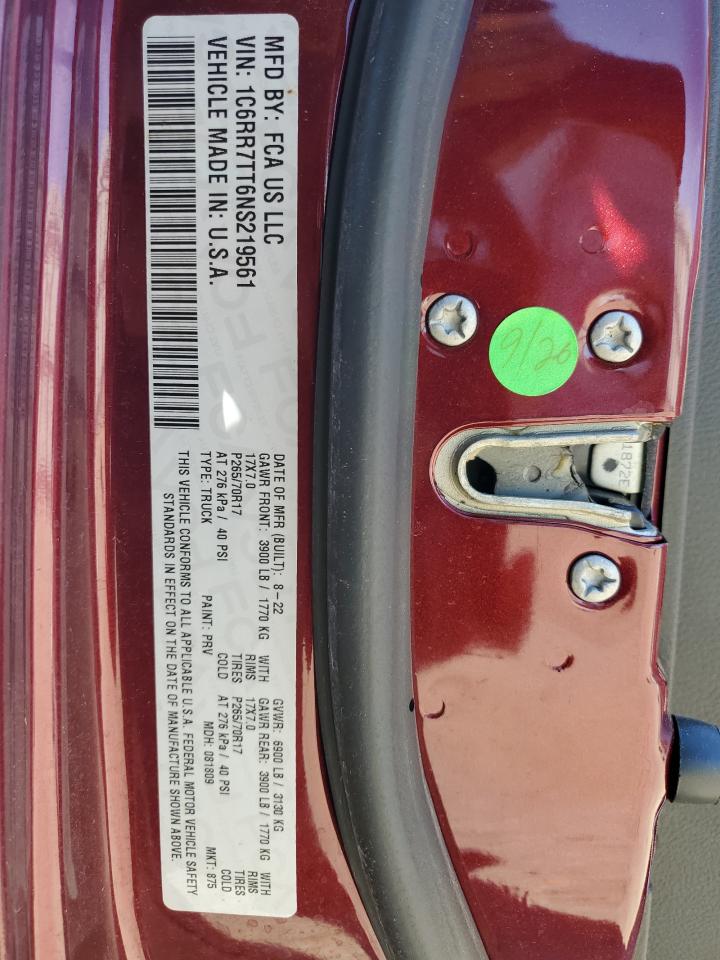 MFD BY: FCA US LLC
VIN: 1C6RR7TT6NS219561
VEHICLE MADE IN: U.S.A.
DATE OF MFR (BUILT): 8-22 GVWR: 6900 LB / 3130 KG
GAWR FRONT: 3900 LB / 1770 KG WITH GAWR REAR: 3900 LB / 1770 KG WITH
17X7.0 RIMS 17X7.0 RIMS
P265/70R17 TIRES P265/70R17 TIRES
AT 276 kPa / 40 PSI COLD AT 276 kPa / 40 PSI COLD
TYPE: TRUCK PAINT: PRV MDH: 081809 MKT: 875
THIS VEHICLE CONFORMS TO ALL APPLICABLE U.S.A. FEDERAL MOTOR VEHICLE SAFETY
STANDARDS IN EFFECT ON THE DATE OF MANUFACTURE SHOWN ABOVE.
9/20
1872E